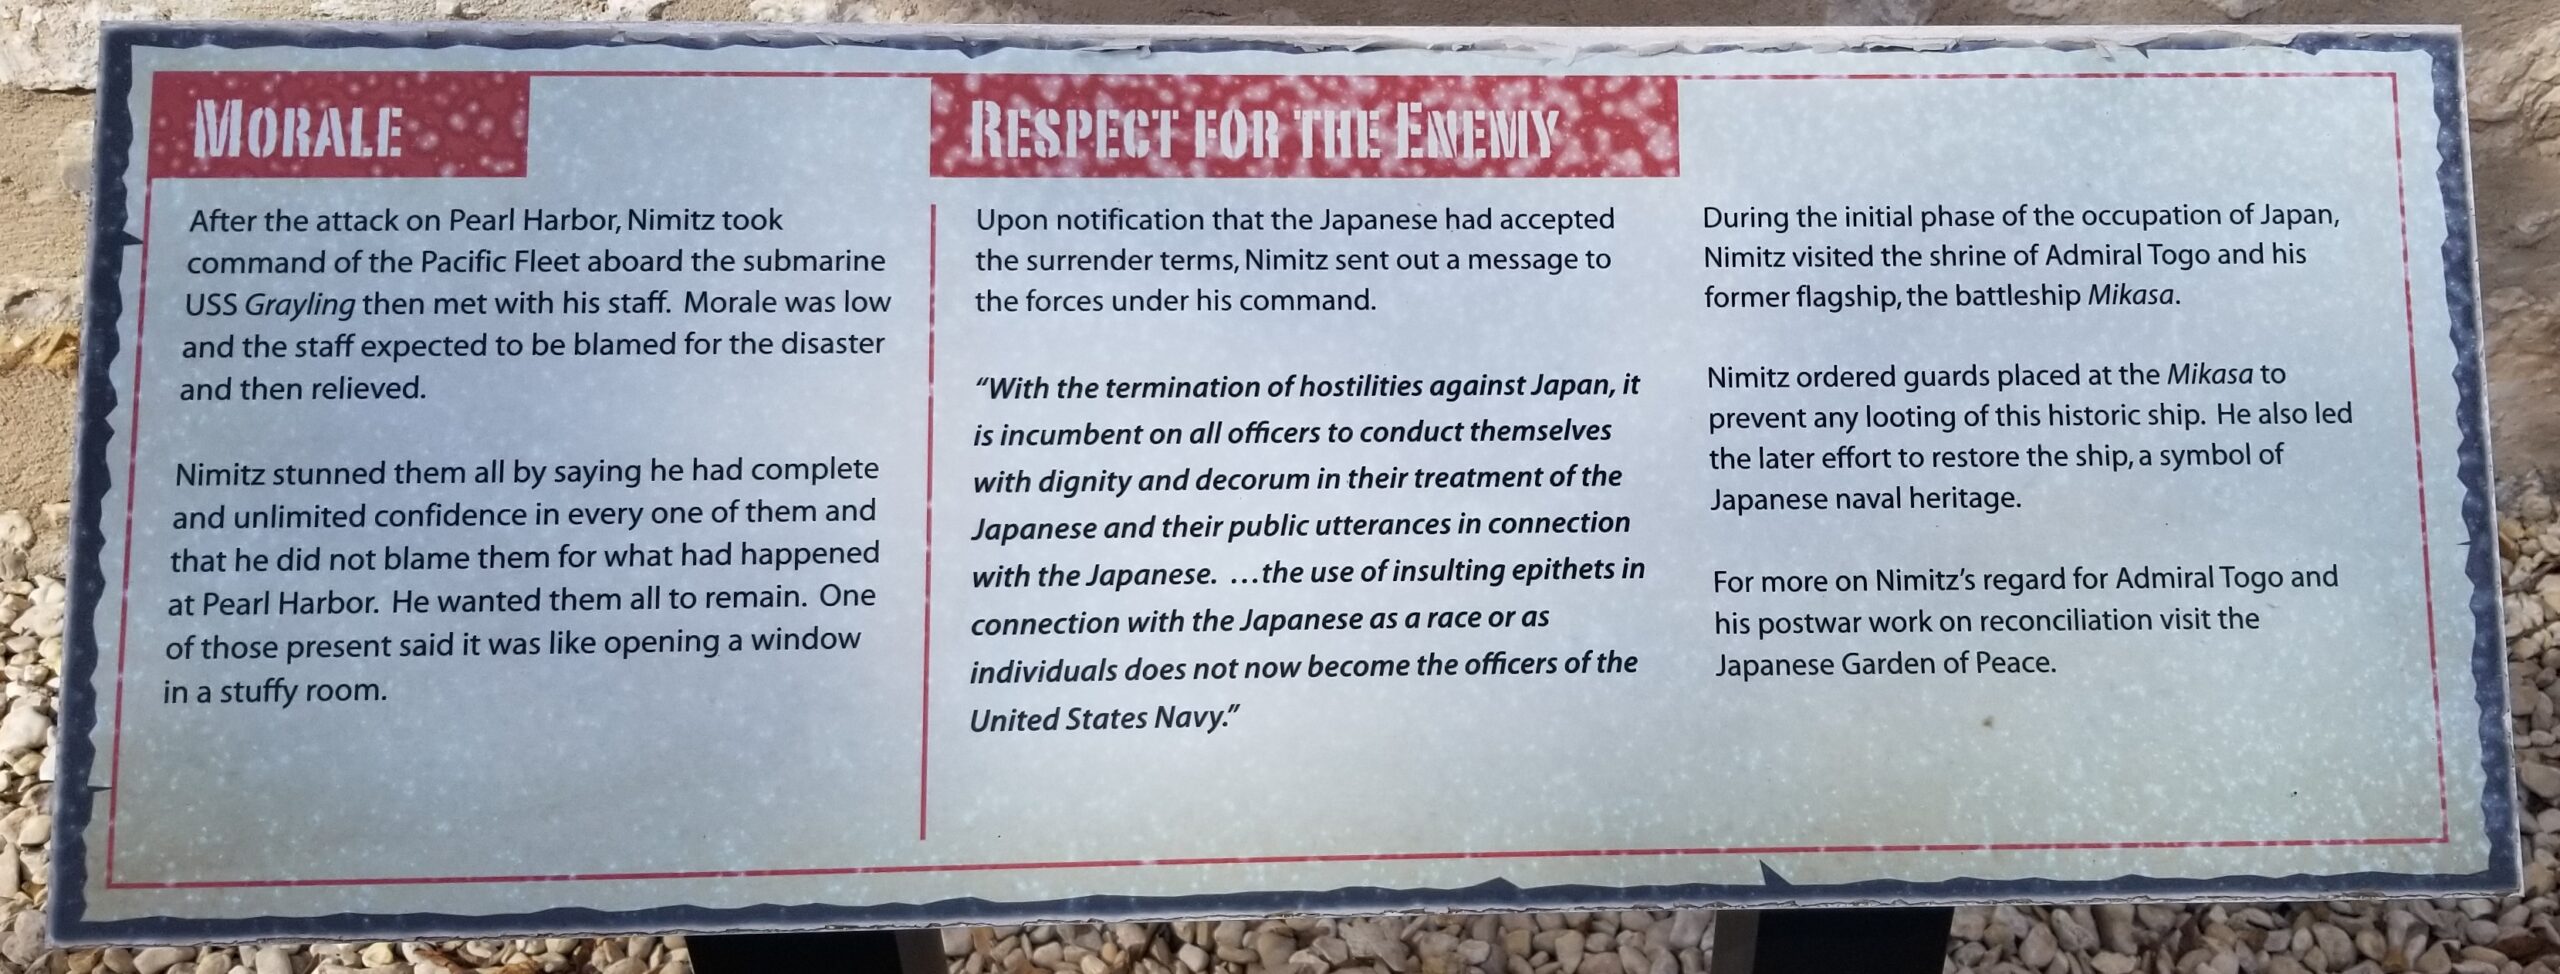 MORALE
After the attack on Pearl Harbor, Nimitz took
command of the Pacific Fleet aboard the submarine
USS Grayling then met with his staff.  Morale was low
and the staff expected to be blamed for the disaster
and then relieved.
Nimitz stunned them all by saying he had complete
and unlimited confidence in every one of them and
that he did not blame them for what had happened
at Pearl Harbor.  He wanted them all to remain.  One
of those present said it was like opening a window
in a stuffy room.
RESPECT FOR THE ENEMY
Upon notification that the Japanese had accepted
the surrender terms, Nimitz sent out a message to
the forces under his command.
“With the termination of hostilities against Japan, it
is incumbent on all officers to conduct themselves
with dignity and decorum in their treatment of the
Japanese and their public utterances in connection
with the Japanese.  …the use of insulting epithets in
connection with the Japanese as a race or as
individuals does not now become the officers of the
United States Navy.”
During the initial phase of the occupation of Japan,
Nimitz visited the shrine of Admiral Togo and his
former flagship, the battleship Mikasa.
Nimitz ordered guards placed at the Mikasa to
prevent any looting of this historic ship.  He also led
the later effort to restore the ship, a symbol of
Japanese naval heritage.
For more on Nimitz’s regard for Admiral Togo and
his postwar work on reconciliation visit the
Japanese Garden of Peace.